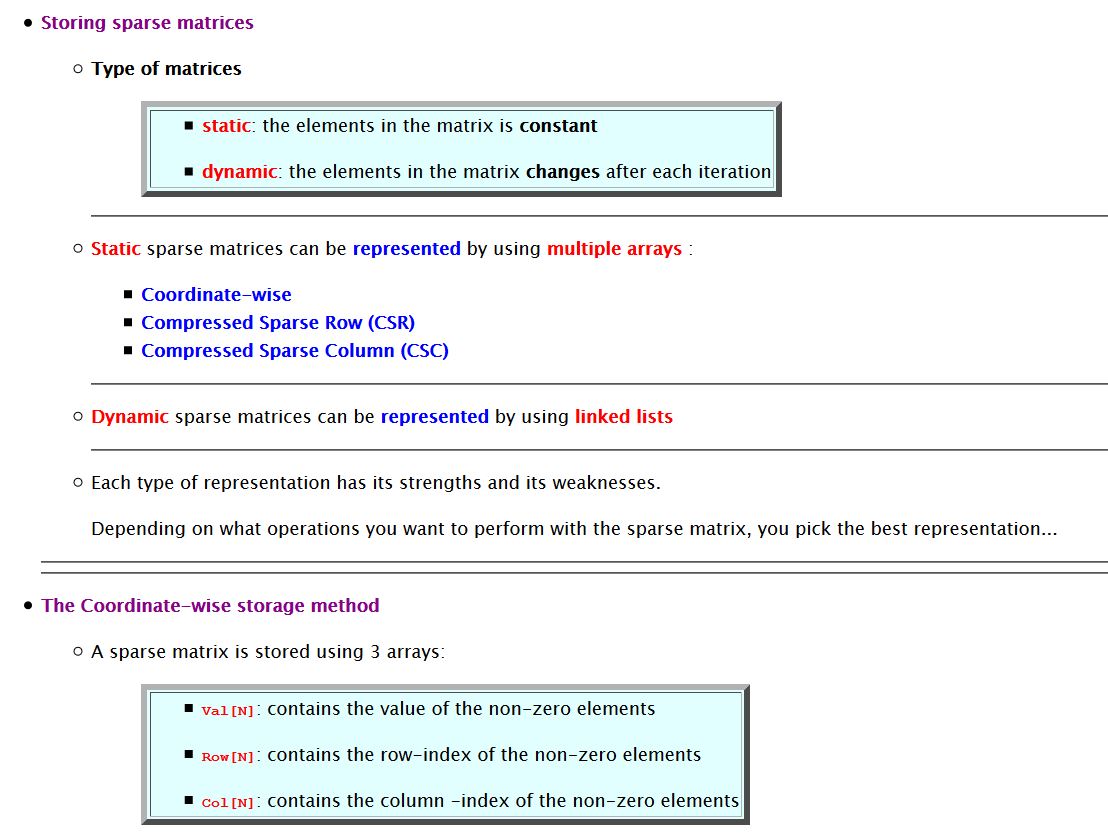 Storing sparse matrices
Type of matrices
static: the elements in the matrix is constant
dynamic: the elements in the matrix changes after each iteration
Static sparse matrices can be represented by using multiple arrays :
Coordinate-wise
Compressed Sparse Row (CSR)
Compressed Sparse Column (CSC)
Dynamic sparse matrices can be represented by using linked lists
Each type of representation has its strengths and its weaknesses.
Depending on what operations you want to perform with the sparse matrix, you pick the best representation...
The Coordinate-wise storage method
A sparse matrix is stored using 3 arrays:
Val[N]: contains the value of the non-zero elements
Row[N]: contains the row-index of the non-zero elements
Col[N]: contains the column -index of the non-zero elements